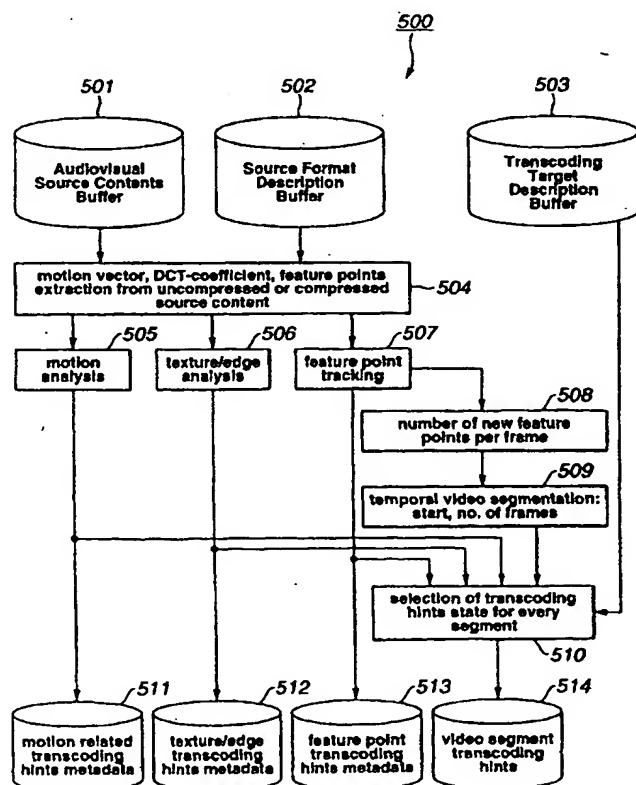 500
501
502
503
Audiovisual
Source Contents
Buffer
Source Format
Description
Buffer
Transcoding
Target
Description
Buffer
motion vector, DCT-coefficient, feature points
extraction from uncompressed or compressed
source content
504
505
motion
analysis
506
texture/edge
analysis
507
feature point
tracking
508
number of new feature
points per frame
509
temporal video segmentation:
start, no. of frames
selection of transcoding
hints state for every
segment
510
511
512
513
514
motion related
transcoding
hints metadata
texture/edge
transcoding
hints metadata
feature point
transcoding
hints metadata
video segment
transcoding
hints